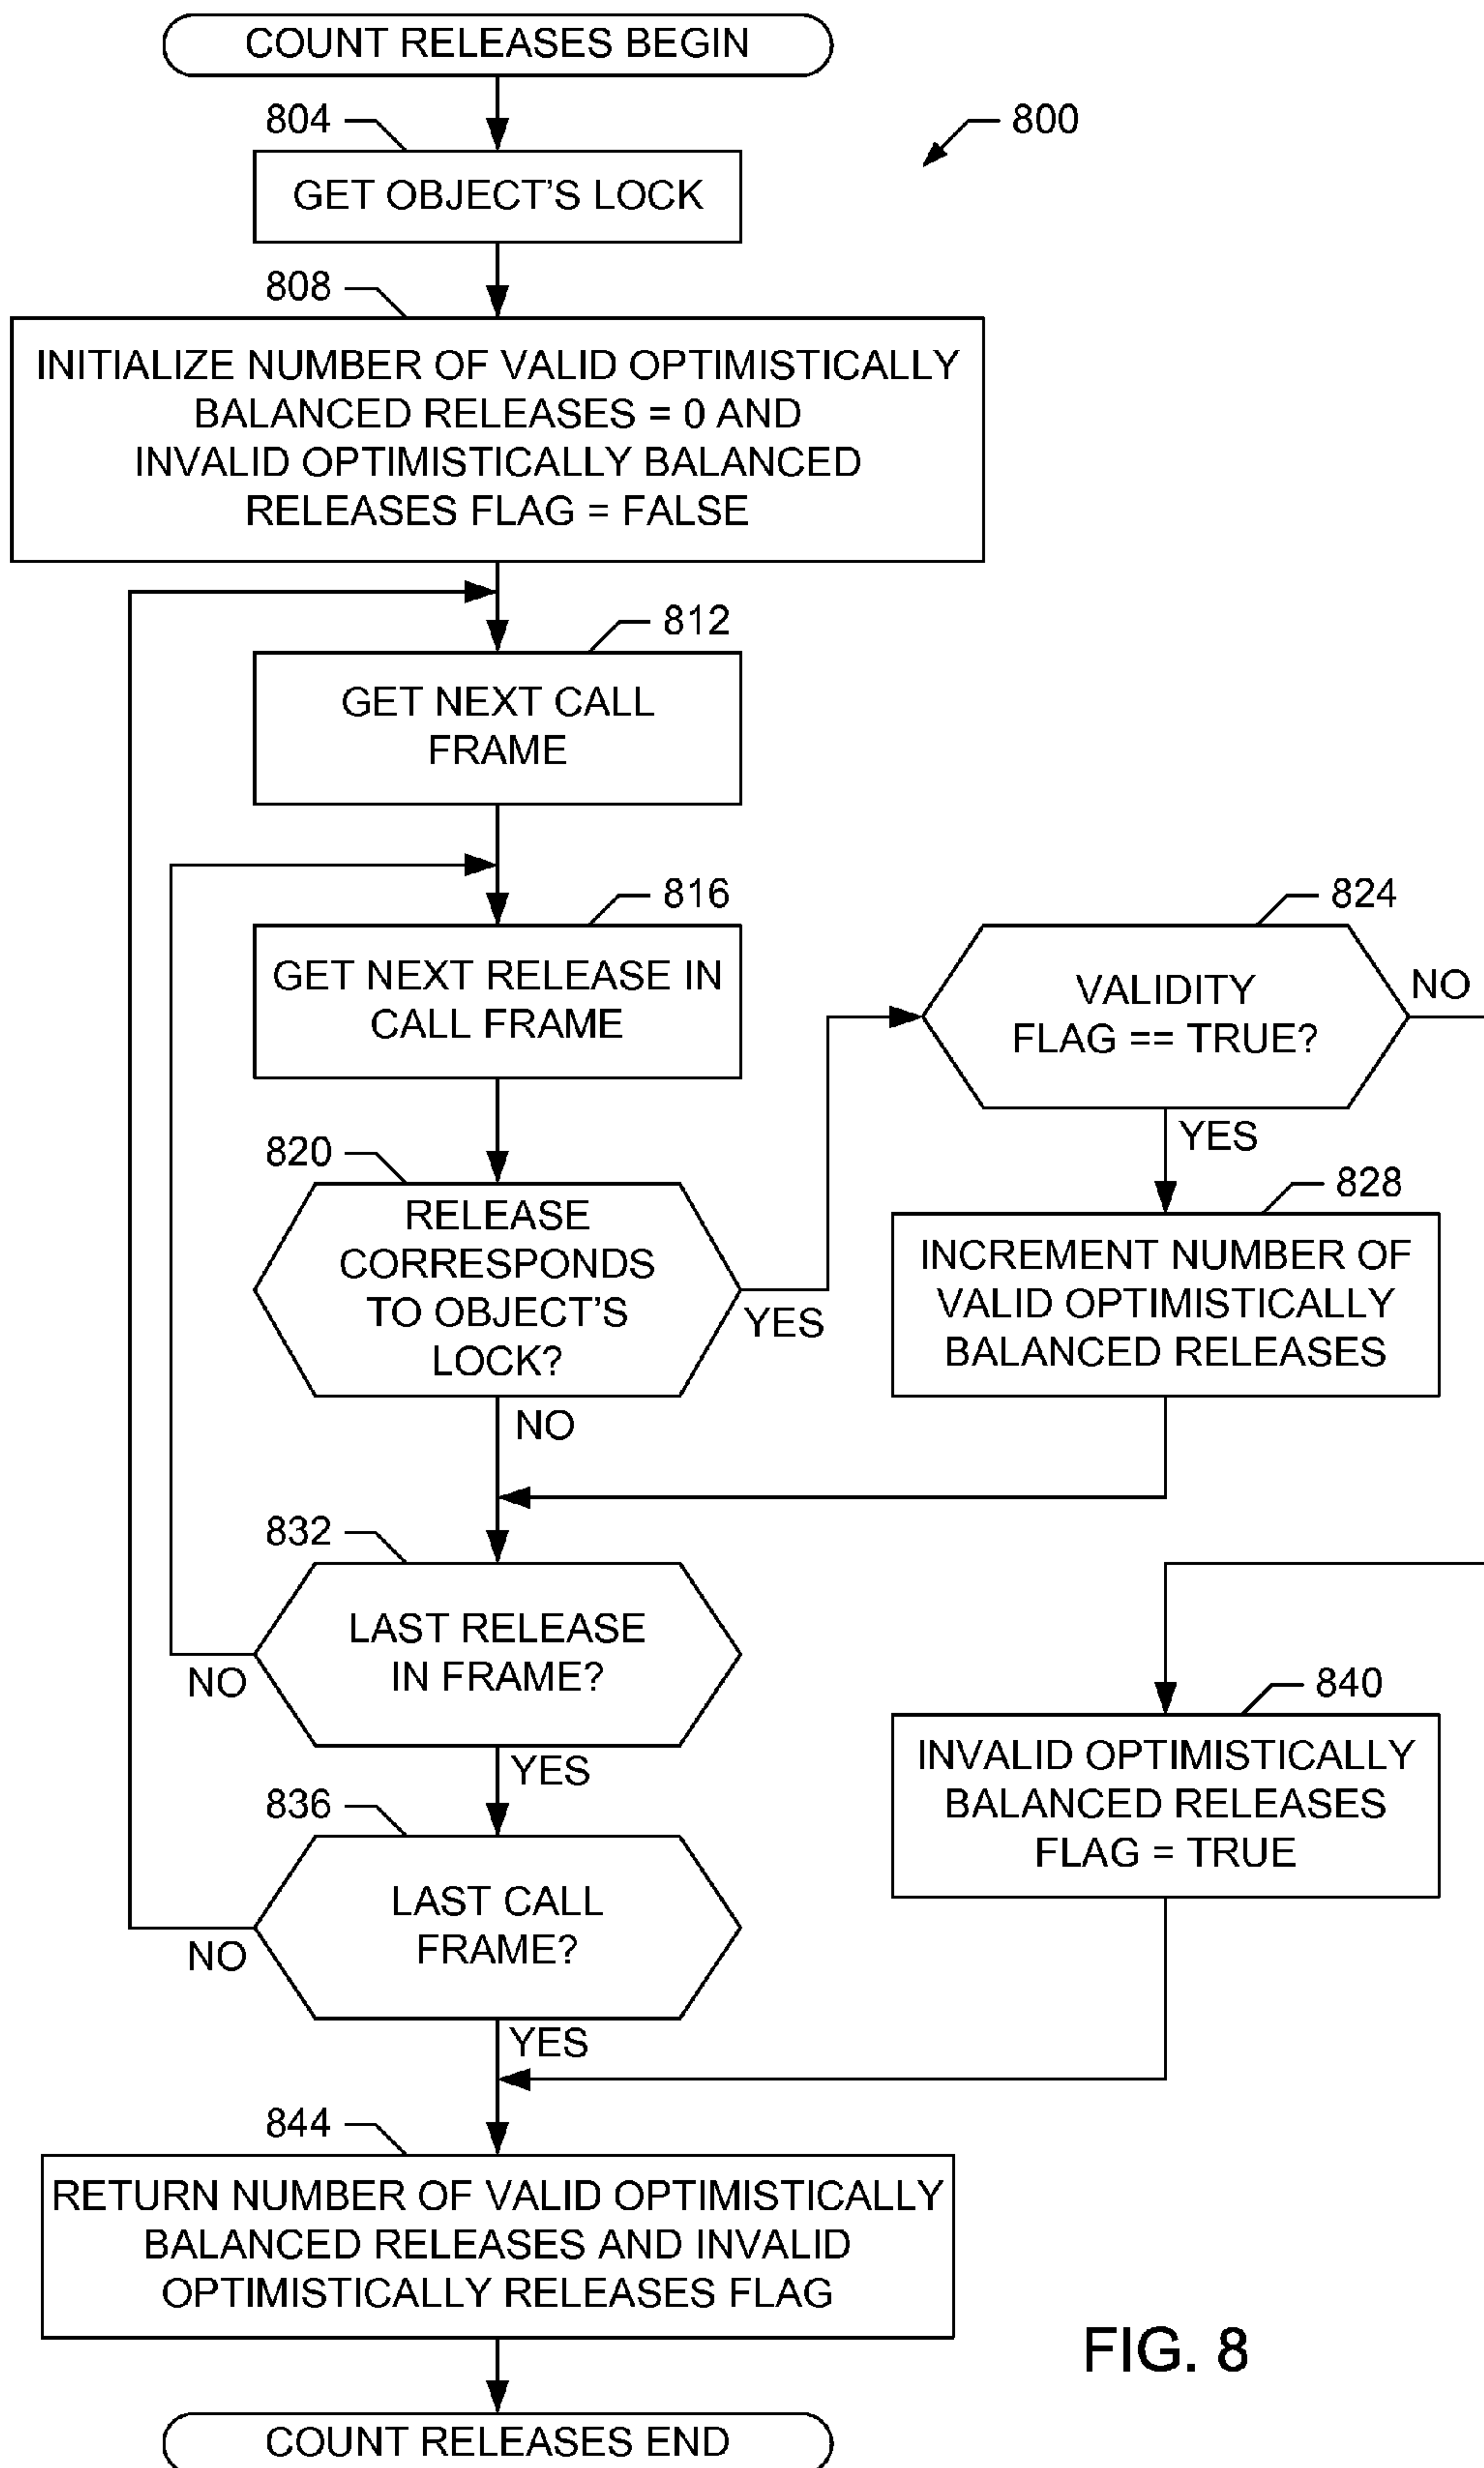 COUNT RELEASES BEGIN
804
800
GET OBJECT'S LOCK
808
INITIALIZE NUMBER OF VALID OPTIMISTICALLY
BALANCED RELEASES = 0 AND
INVALID OPTIMISTICALLY BALANCED
RELEASES FLAG = FALSE
812
GET NEXT CALL
FRAME
816
GET NEXT RELEASE IN
CALL FRAME
824
VALIDITY
FLAG == TRUE?
NO
YES
820
RELEASE
CORRESPONDS
TO OBJECT'S
LOCK?
YES
NO
828
INCREMENT NUMBER OF
VALID OPTIMISTICALLY
BALANCED RELEASES
832
LAST RELEASE
IN FRAME?
NO
YES
840
INVALID OPTIMISTICALLY
BALANCED RELEASES
FLAG = TRUE
836
LAST CALL
FRAME?
NO
YES
844
RETURN NUMBER OF VALID OPTIMISTICALLY
BALANCED RELEASES AND INVALID
OPTIMISTICALLY RELEASES FLAG
COUNT RELEASES END
FIG. 8